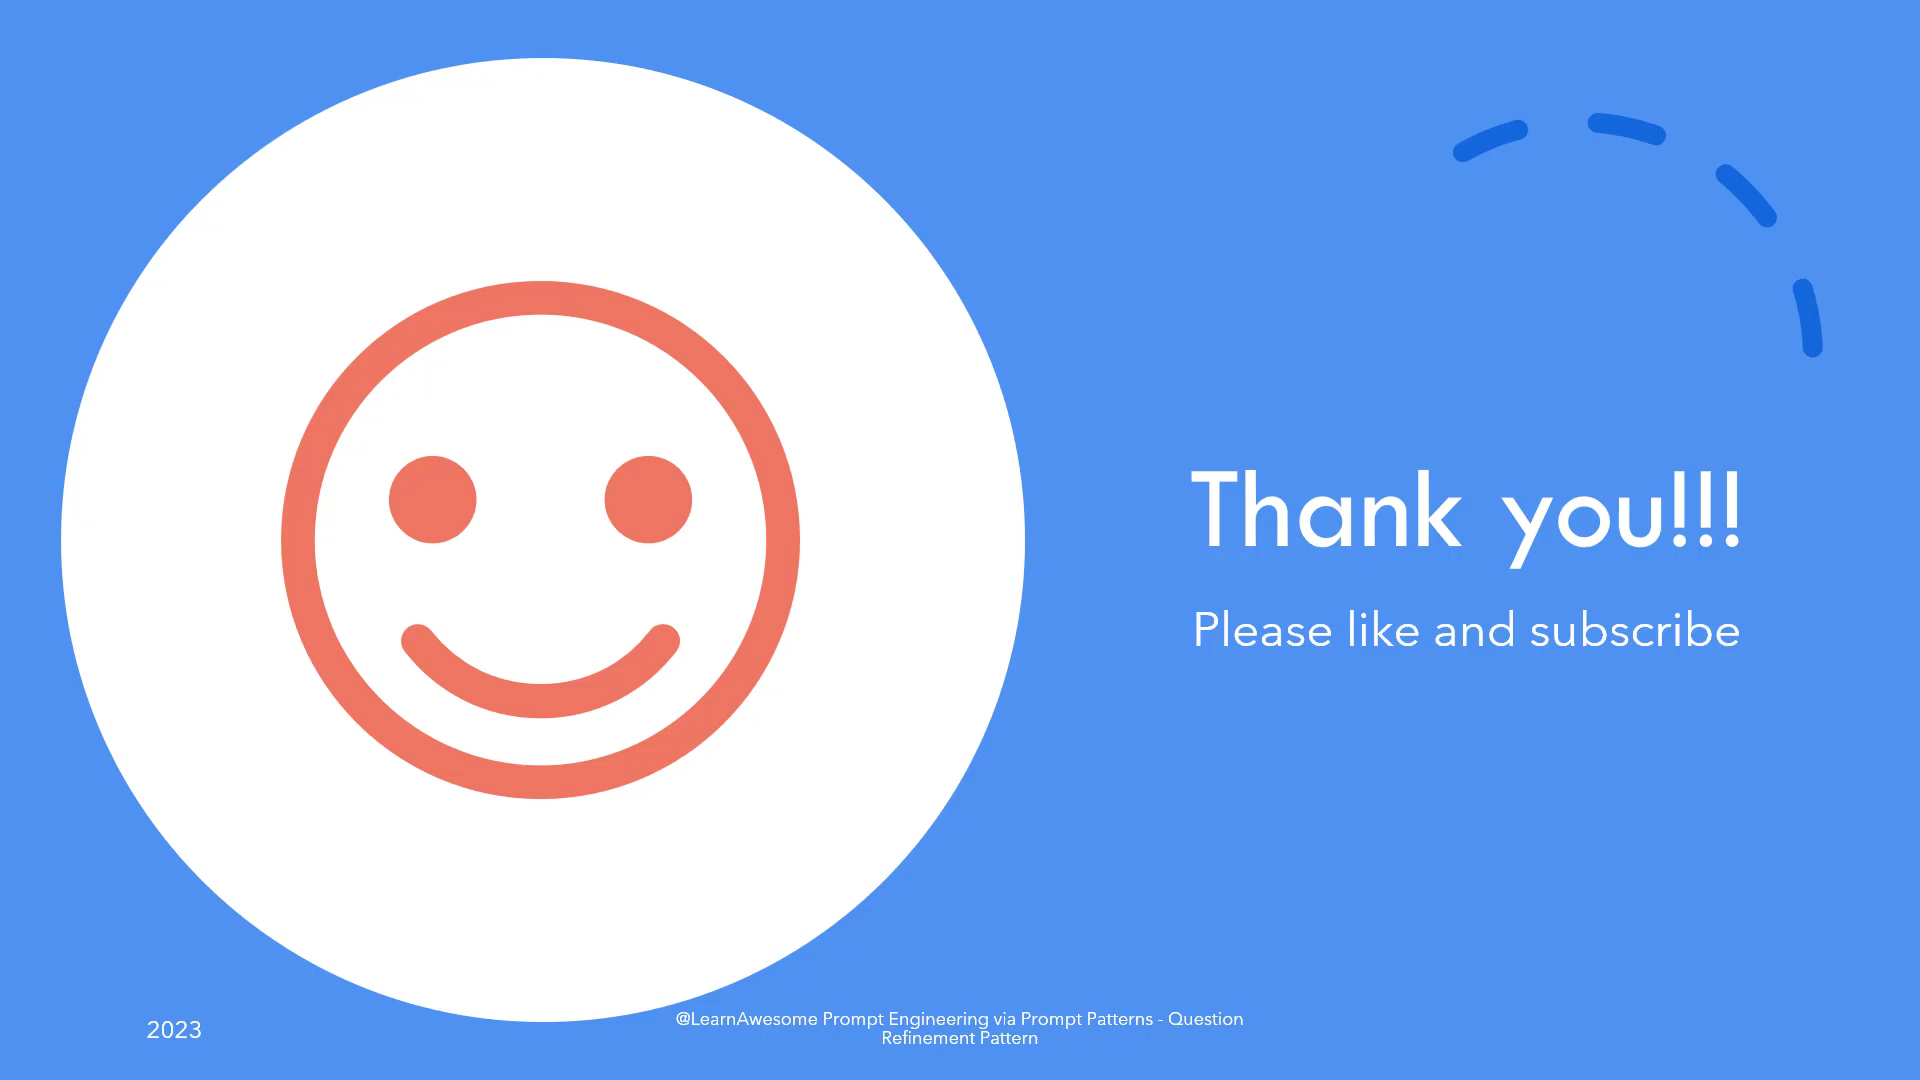 Thank you!!!
Please like and subscribe
2023
@LearnAwesome Prompt Engineering via Prompt Patterns - Question
Refinement Pattern